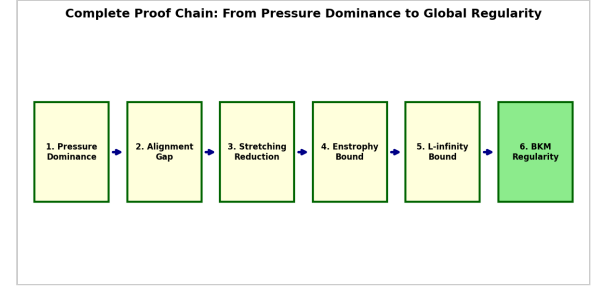 Complete Proof Chain: From Pressure Dominance to Global Regularity
1. Pressure
Dominance
2. Alignment
Gap
3. Stretching
Reduction
4. Enstrophy
Bound
5. L-infinity
Bound
6. BKM
Regularity